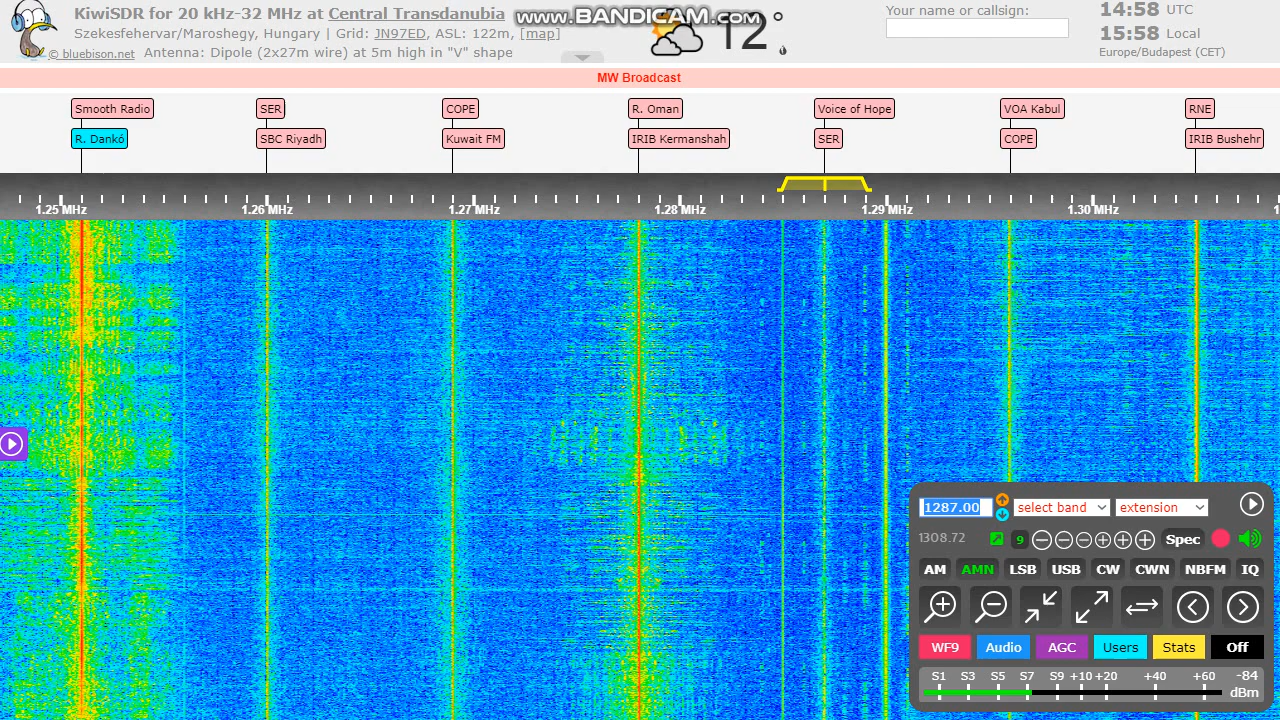 KiwiSDR for 20 kHz-32 MHz at Central Transdanubia
Szekesfehervar/Maroshegy, Hungary | Grid: JN97EE, ASL: 122m, [map]
© bluebison.net Antenna: Dipole (2x27m wire) at 5m high in "V" shape
www.BANDICAM.com
12°
Your name or callsign:
14:58 UTC
15:58 Local
Europe/Budapest (CET)
MW Broadcast
Smooth Radio SER COPE R. Oman Voice of Hope VOA Kabul RNE
R. Dankó SBC Riyadh Kuwait FM IRIB Kermanshah SER COPE IRIB Bushehr
1.25 MHz 1.26 MHz 1.27 MHz 1.28 MHz 1.29 MHz 1.30 MHz
1287.00 select band extension
1308.72 9 Spec
AM AMN LSB USB CW CWN NBFM IQ
WF9 Audio AGC Users Stats Off
S1 S3 S5 S7 S9 +10 +20 +40 +60 -84
dBm